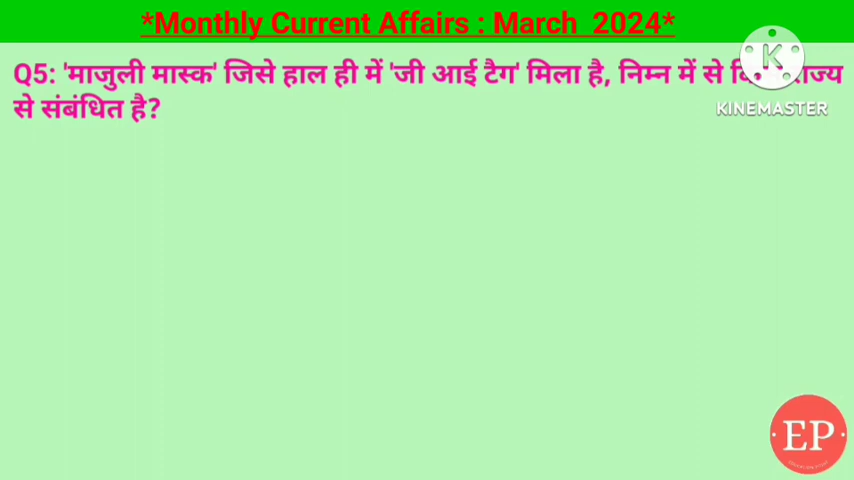 *Monthly Current Affairs : March 2024*
Q5: 'माजुली मास्क' जिसे हाल ही में 'जी आई टैग' मिला है, निम्न में से राज्य
से संबंधित है?
K
KINEMASTER
EP